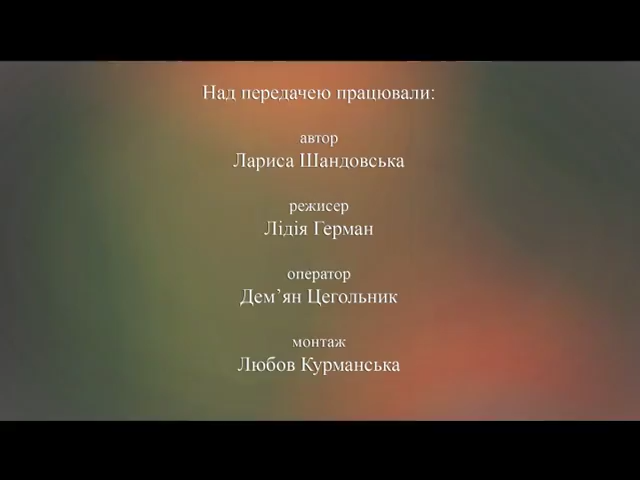 Над передачею працювали:
автор
Лариса Шандовська
режисер
Лідія Герман
оператор
Дем’ян Цегольник
монтаж
Любов Курманська